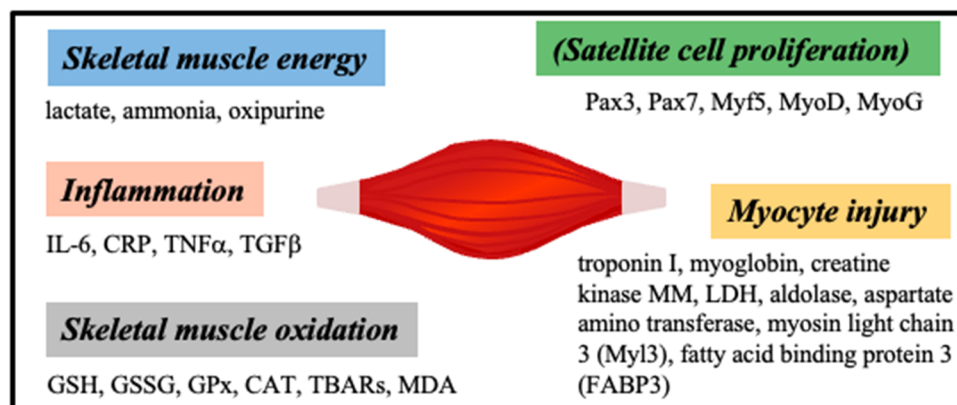 Skeletal muscle energy
lactate, ammonia, oxipurine
Inflammation
IL-6, CRP, TNFα, TGFβ
Skeletal muscle oxidation
GSH, GSSG, GPx, CAT, TBARs, MDA
(Satellite cell proliferation)
Pax3, Pax7, Myf5, MyoD, MyoG
Myocyte injury
troponin I, myoglobin, creatine
kinase MM, LDH, aldolase, aspartate
amino transferase, myosin light chain
3 (Myl3), fatty acid binding protein 3
(FABP3)